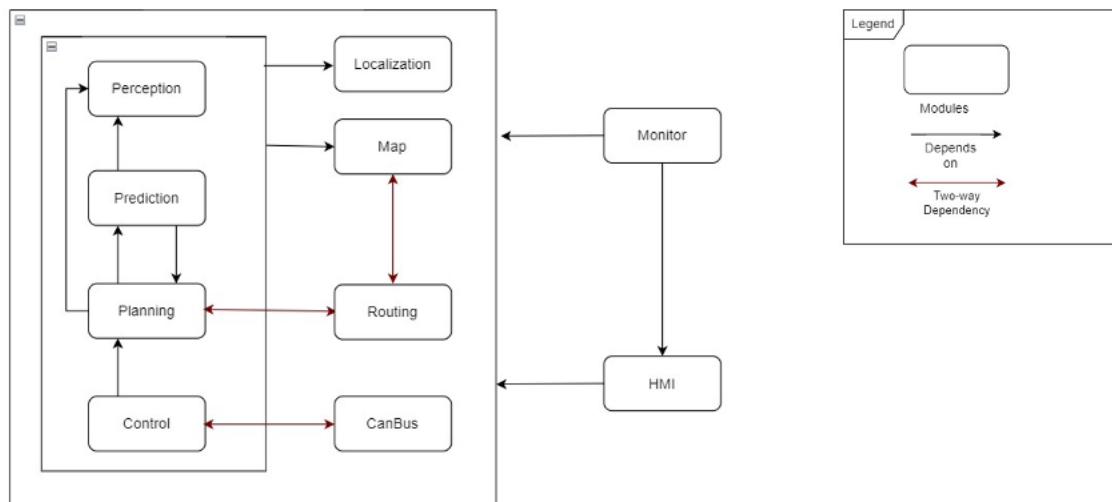 Localization
Perception
Map
Prediction
Planning
Routing
Control
CanBus
Monitor
HMI
Legend
Modules
Depends
on
Two-way
Dependency